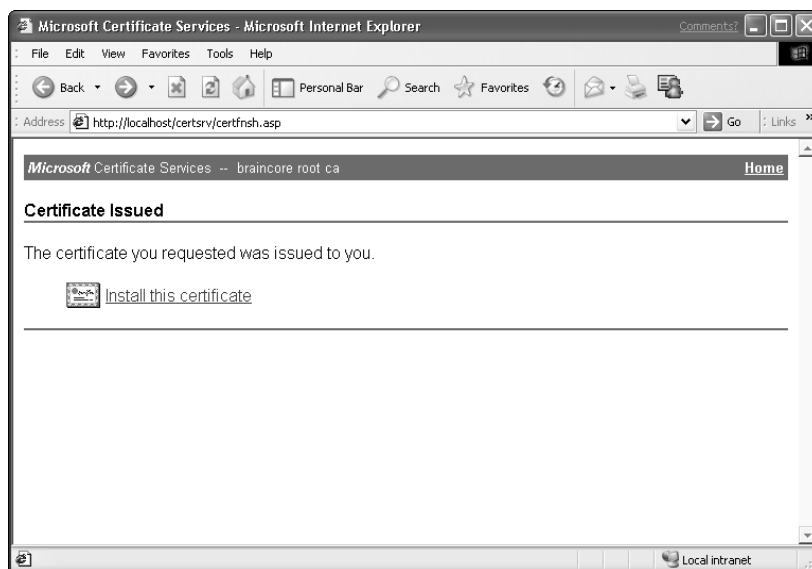 Microsoft Certificate Services - Microsoft Internet Explorer
Comments?
File Edit View Favorites Tools Help
Back Personal Bar Search Favorites
Address http://localhost/certsrv/certfnsh.asp Go Links »
Microsoft Certificate Services -- braincore root ca Home
Certificate Issued
The certificate you requested was issued to you.
Install this certificate
Local intranet